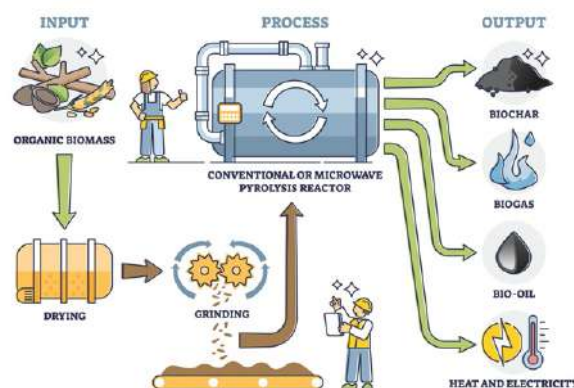 INPUT
PROCESS
OUTPUT
ORGANIC BIOMASS
CONVENTIONAL OR MICROWAVE
PYROLYSIS REACTOR
BIOCHAR
BIOGAS
DRYING
GRINDING
BIO-OIL
HEAT AND ELECTRICITY